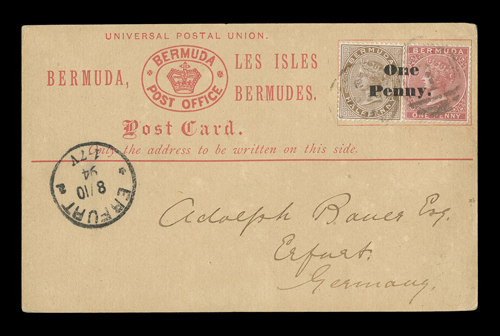 UNIVERSAL POSTAL UNION.
BERMUDA, LES ISLES
BERMUDES.
BERMUDA
POST OFFICE
BERMUDA
One
Penny.
BERMUDA
ONE PENNY
Post Card.
Only the address to be written on this side.
ERFURT
8/10
94
Adolph Bauer Esq.
Erfurt.
Germany.